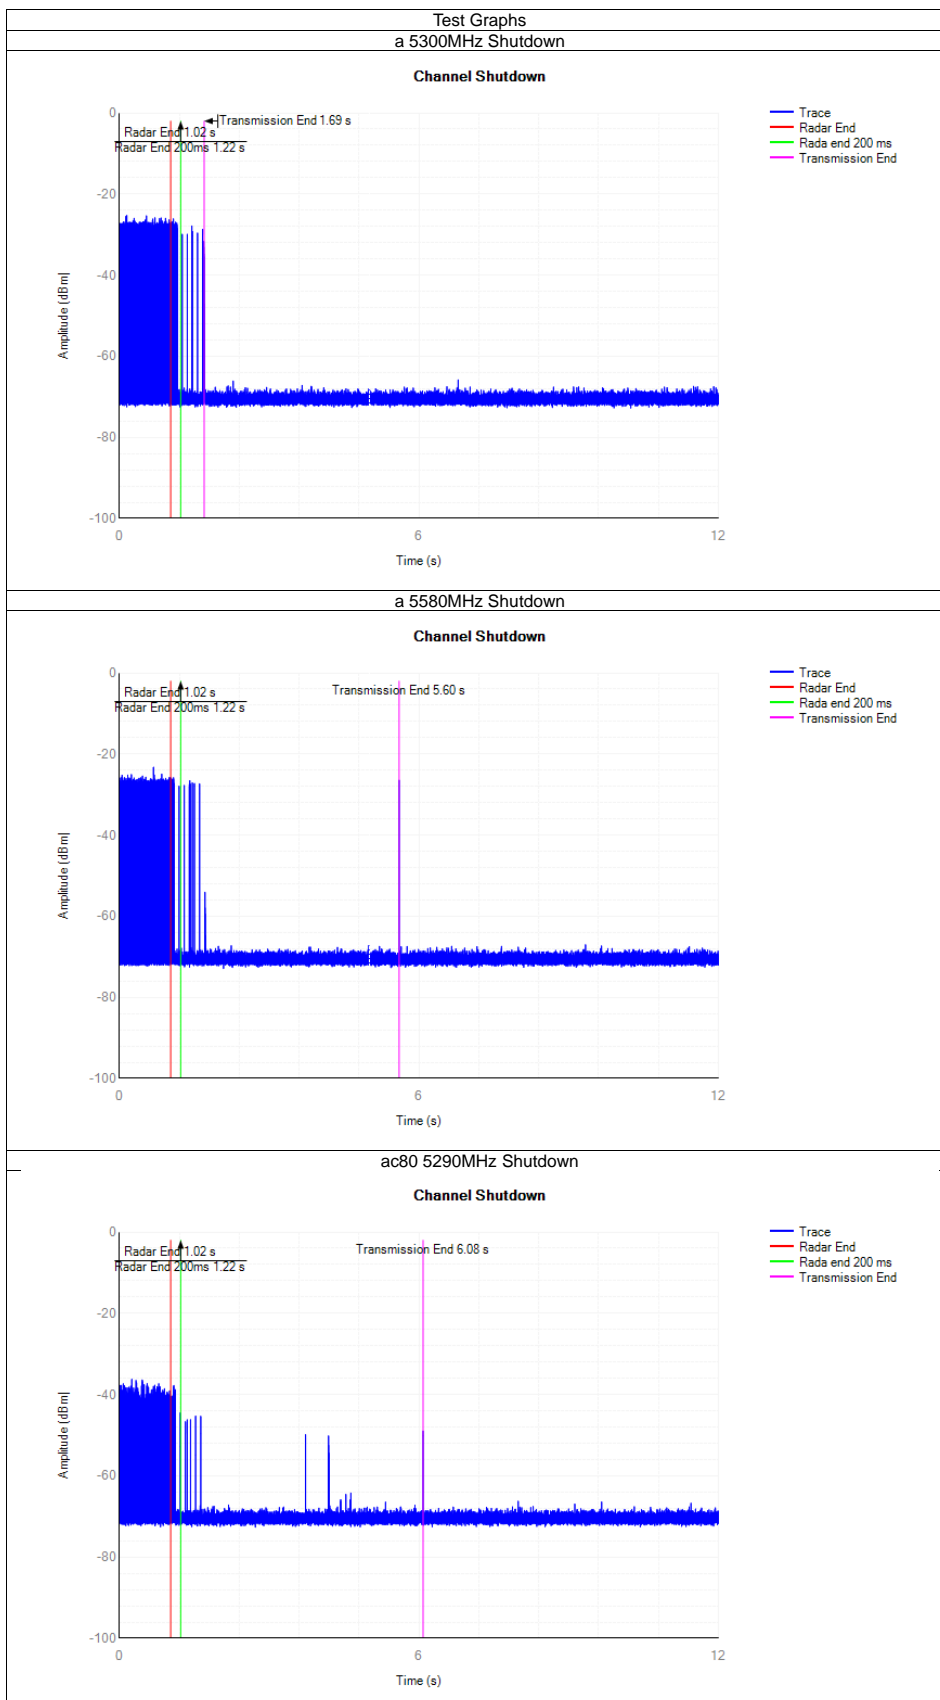 Test Graphs
a 5300MHz Shutdown
Channel Shutdown
Transmission End 1.69 s
Radar End 1.02 s
Radar End 200ms 1.22 s
Trace
Radar End
Rada end 200 ms
Transmission End
0
-20
-40
-60
-80
-100
Amplitude [dBm]
0 6 12
Time (s)
a 5580MHz Shutdown
Channel Shutdown
Transmission End 5.60 s
Radar End 1.02 s
Radar End 200ms 1.22 s
Trace
Radar End
Rada end 200 ms
Transmission End
0
-20
-40
-60
-80
-100
Amplitude [dBm]
0 6 12
Time (s)
ac80 5290MHz Shutdown
Channel Shutdown
Transmission End 6.08 s
Radar End 1.02 s
Radar End 200ms 1.22 s
Trace
Radar End
Rada end 200 ms
Transmission End
0
-20
-40
-60
-80
-100
Amplitude [dBm]
0 6 12
Time (s)